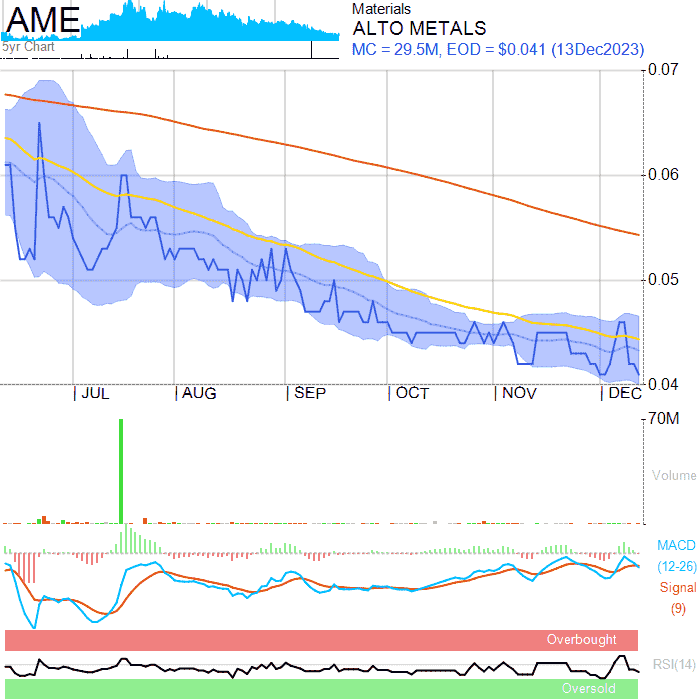 AME
5yr Chart
Materials
ALTO METALS
MC = 29.5M, EOD = $0.041 (13Dec2023)
0.07
0.06
0.05
0.04
JUL AUG SEP OCT NOV DEC
70M
Volume
MACD
(12-26)
Signal
(9)
Overbought
RSI(14)
Oversold